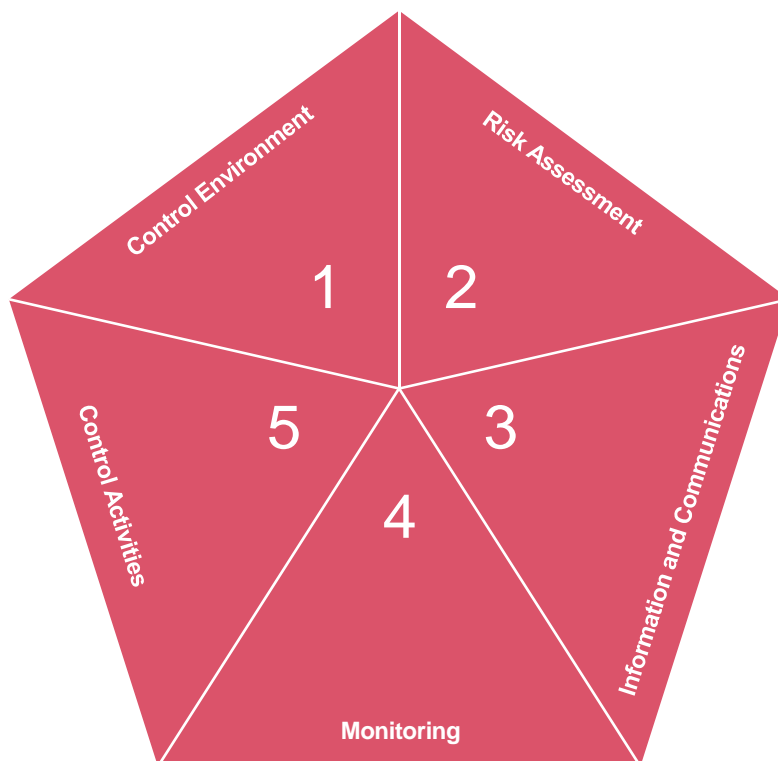 Control Environment
1
Risk Assessment
2
Information and Communications
3
Monitoring
4
Control Activities
5